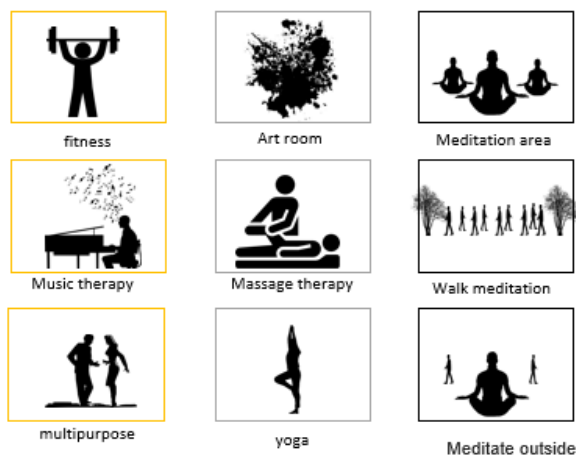 fitness
Art room
Meditation area
Music therapy
Massage therapy
Walk meditation
multipurpose
yoga
Meditate outside